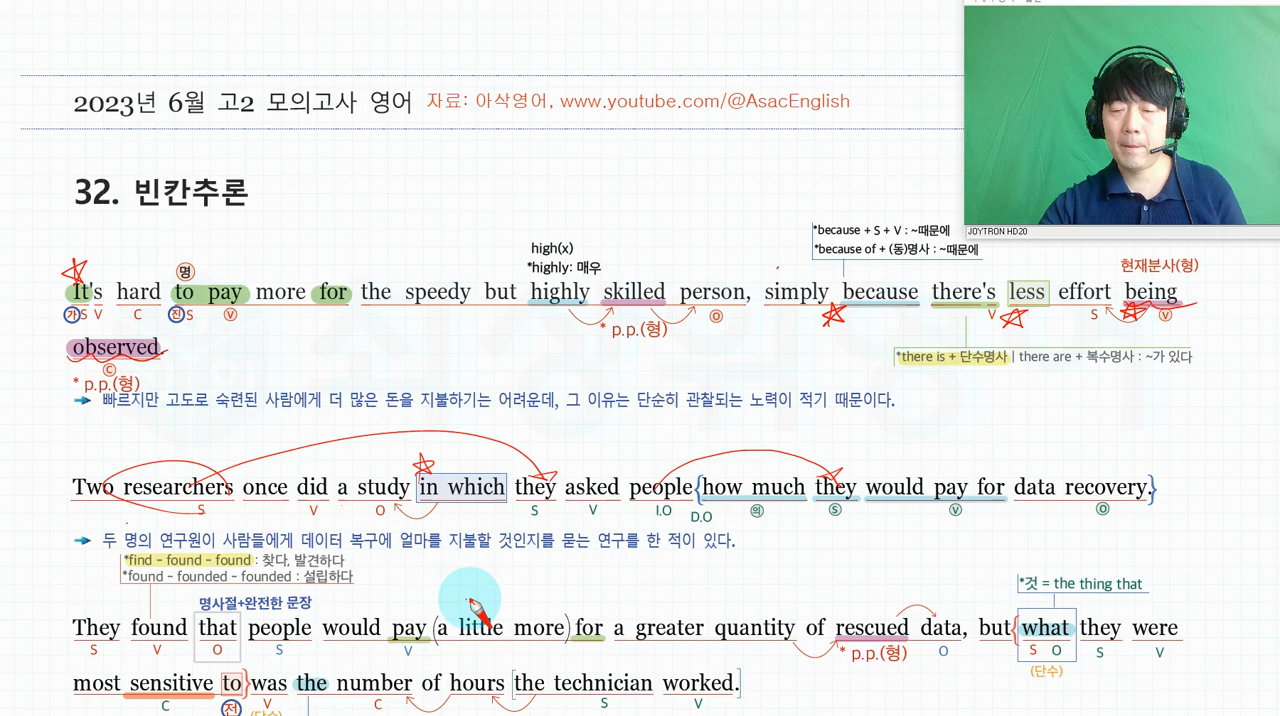 2023년 6월 고2 모의고사 영어 자료: 아삭영어, www.youtube.com/@AsacEnglish
JOYTRON HD20
32. 빈칸추론
*because + S + V : ~때문에
*because of + (동)명사 : ~때문에
high(x)
*highly: 매우
현재분사(형)
명
It's hard to pay more for the speedy but highly skilled person, simply because there's less effort being
가 S V C 진 S ⓥ * p.p.(형) ⓞ V S ⓥ
observed.
ⓒ
* p.p.(형)
*there is + 단수명사 | there are + 복수명사 : ~가 있다
빠르지만 고도로 숙련된 사람에게 더 많은 돈을 지불하기는 어려운데, 그 이유는 단순히 관찰되는 노력이 적기 때문이다.
Two researchers once did a study in which they asked people {how much they would pay for data recovery.}
S V O S V I.O D.O 의 ⓢ ⓥ ⓞ
두 명의 연구원이 사람들에게 데이터 복구에 얼마를 지불할 것인지를 묻는 연구를 한 적이 있다.
*find - found - found : 찾다, 발견하다
*found - founded - founded : 설립하다
명사절+완전한 문장
*것 = the thing that
They found that people would pay (a little more) for a greater quantity of rescued data, but {what they were
S V O S V * p.p.(형) O S O S V
(단수)
most sensitive to} was the number of hours [the technician worked.]
C 전 V C S V
(단수)